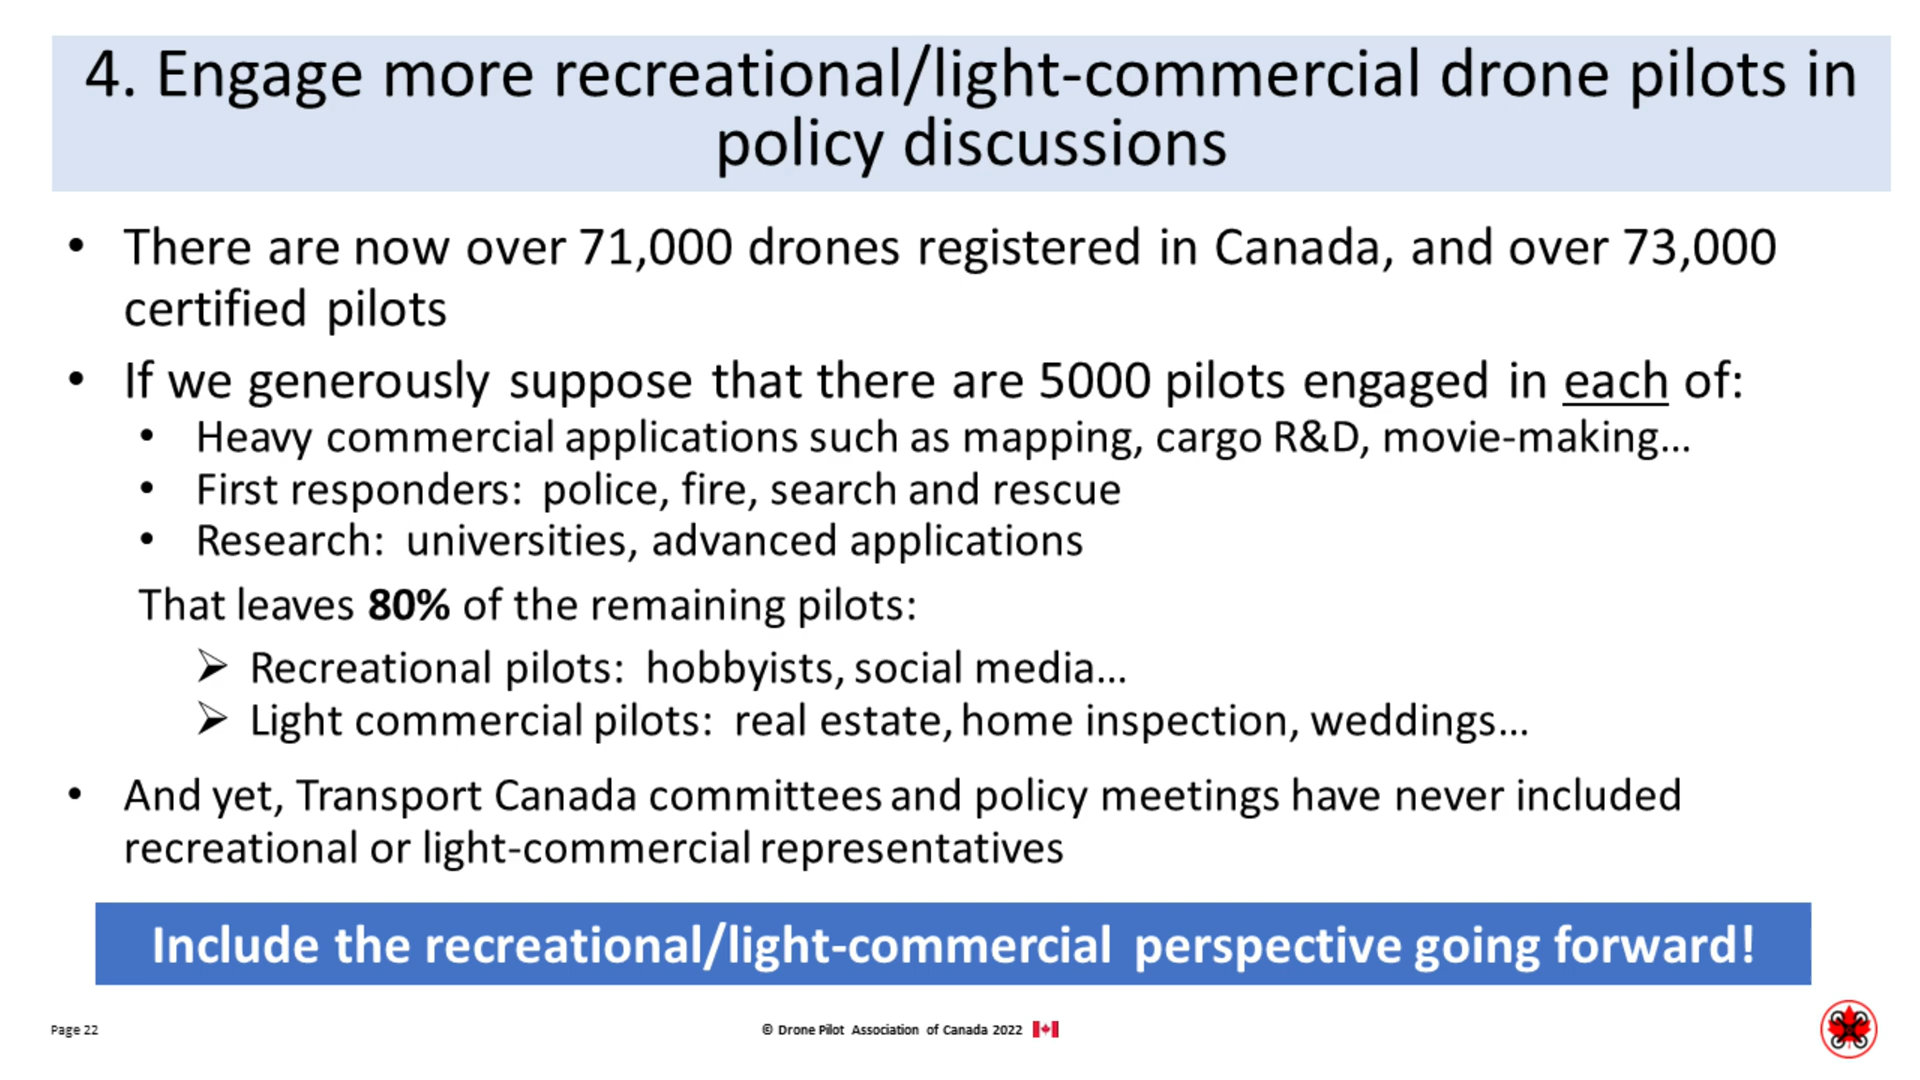 4. Engage more recreational/light-commercial drone pilots in
policy discussions
• There are now over 71,000 drones registered in Canada, and over 73,000
certified pilots
• If we generously suppose that there are 5000 pilots engaged in each of:
• Heavy commercial applications such as mapping, cargo R&D, movie-making...
• First responders: police, fire, search and rescue
• Research: universities, advanced applications
That leaves 80% of the remaining pilots:
➢ Recreational pilots: hobbyists, social media...
➢ Light commercial pilots: real estate, home inspection, weddings...
• And yet, Transport Canada committees and policy meetings have never included
recreational or light-commercial representatives
Include the recreational/light-commercial perspective going forward!
Page 22
© Drone Pilot Association of Canada 2022